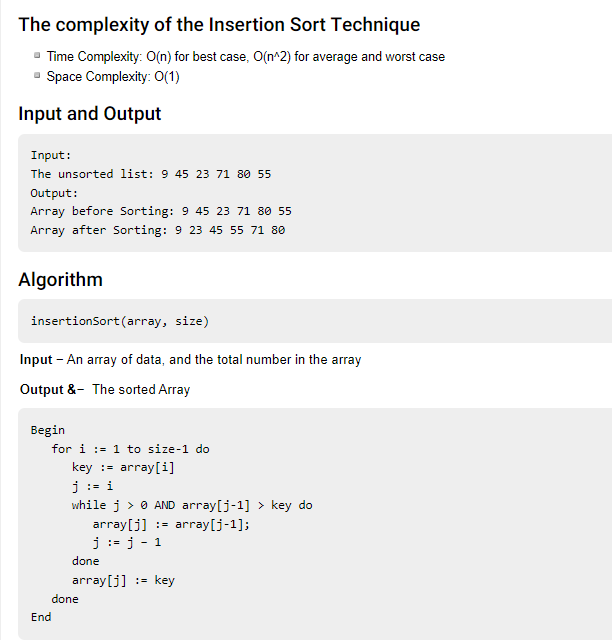 The complexity of the Insertion Sort Technique
Time Complexity: O(n) for best case, O(n^2) for average and worst case
Space Complexity: O(1)
Input and Output
Input:
The unsorted list: 9 45 23 71 80 55
Output:
Array before Sorting: 9 45 23 71 80 55
Array after Sorting: 9 23 45 55 71 80
Algorithm
insertionSort(array, size)
Input − An array of data, and the total number in the array
Output &− The sorted Array
Begin
   for i := 1 to size-1 do
      key := array[i]
      j := i
      while j > 0 AND array[j-1] > key do
         array[j] := array[j-1];
         j := j − 1
      done
      array[j] := key
   done
End